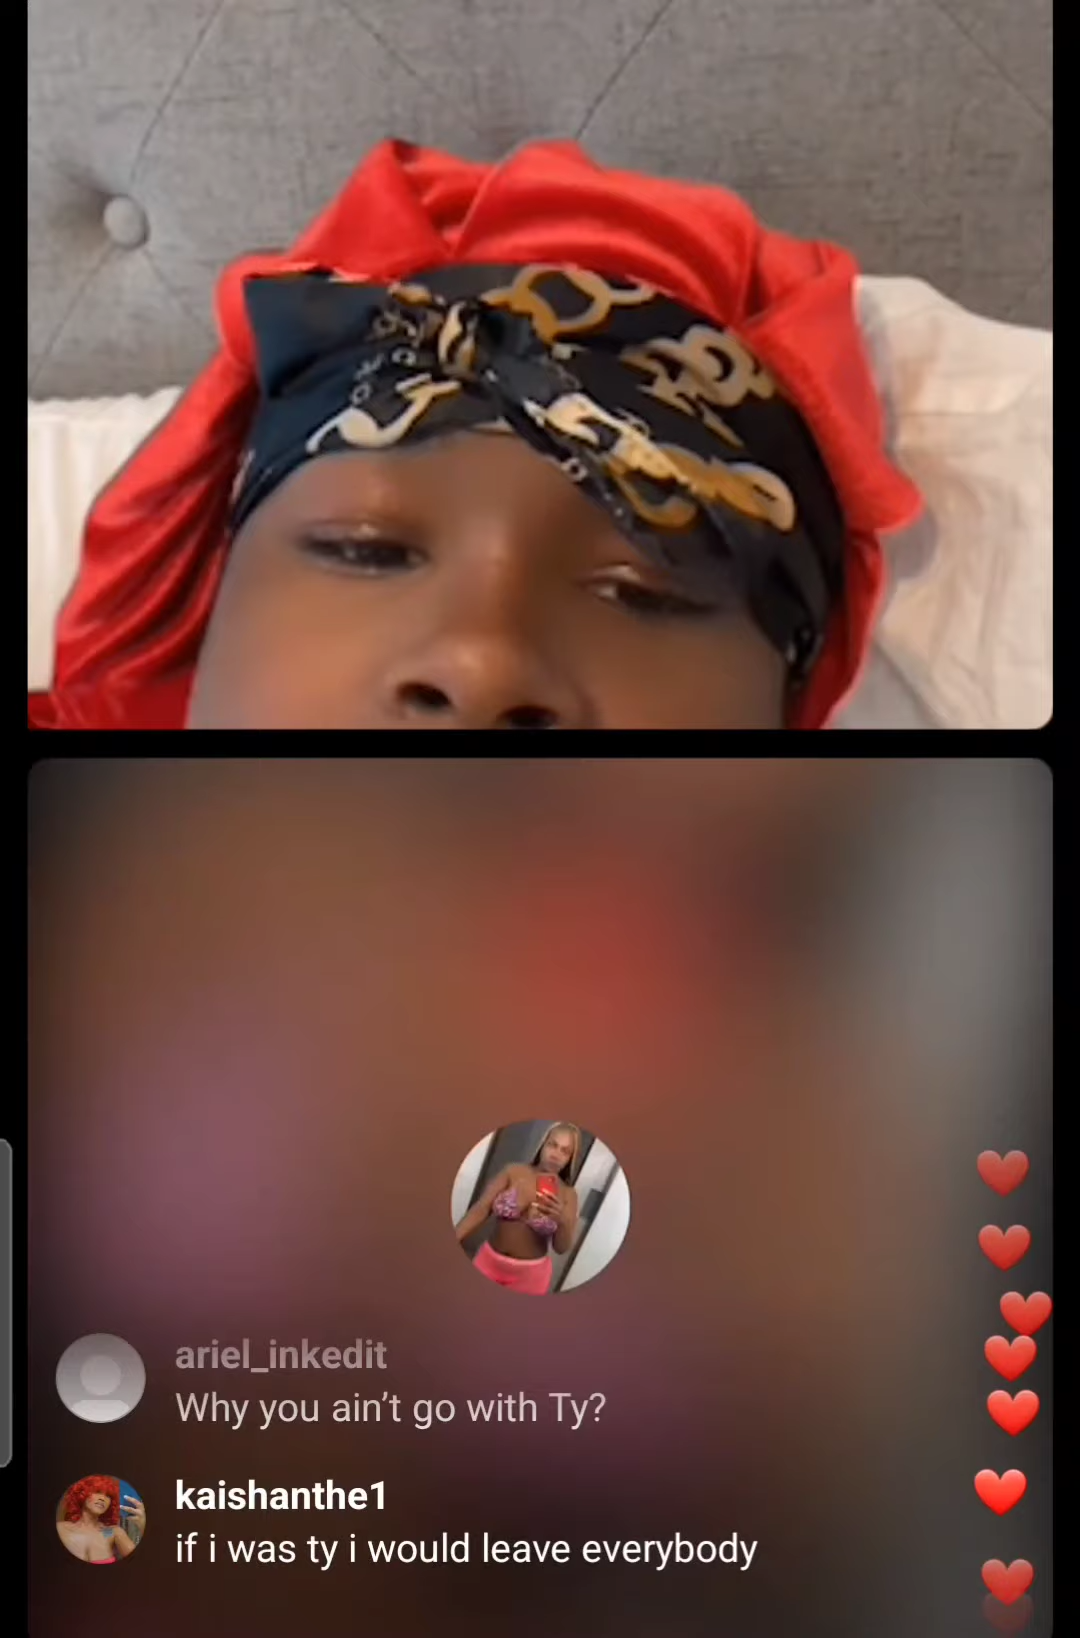 ariel_inkedit
Why you ain’t go with Ty?
kaishanthe1
if i was ty i would leave everybody